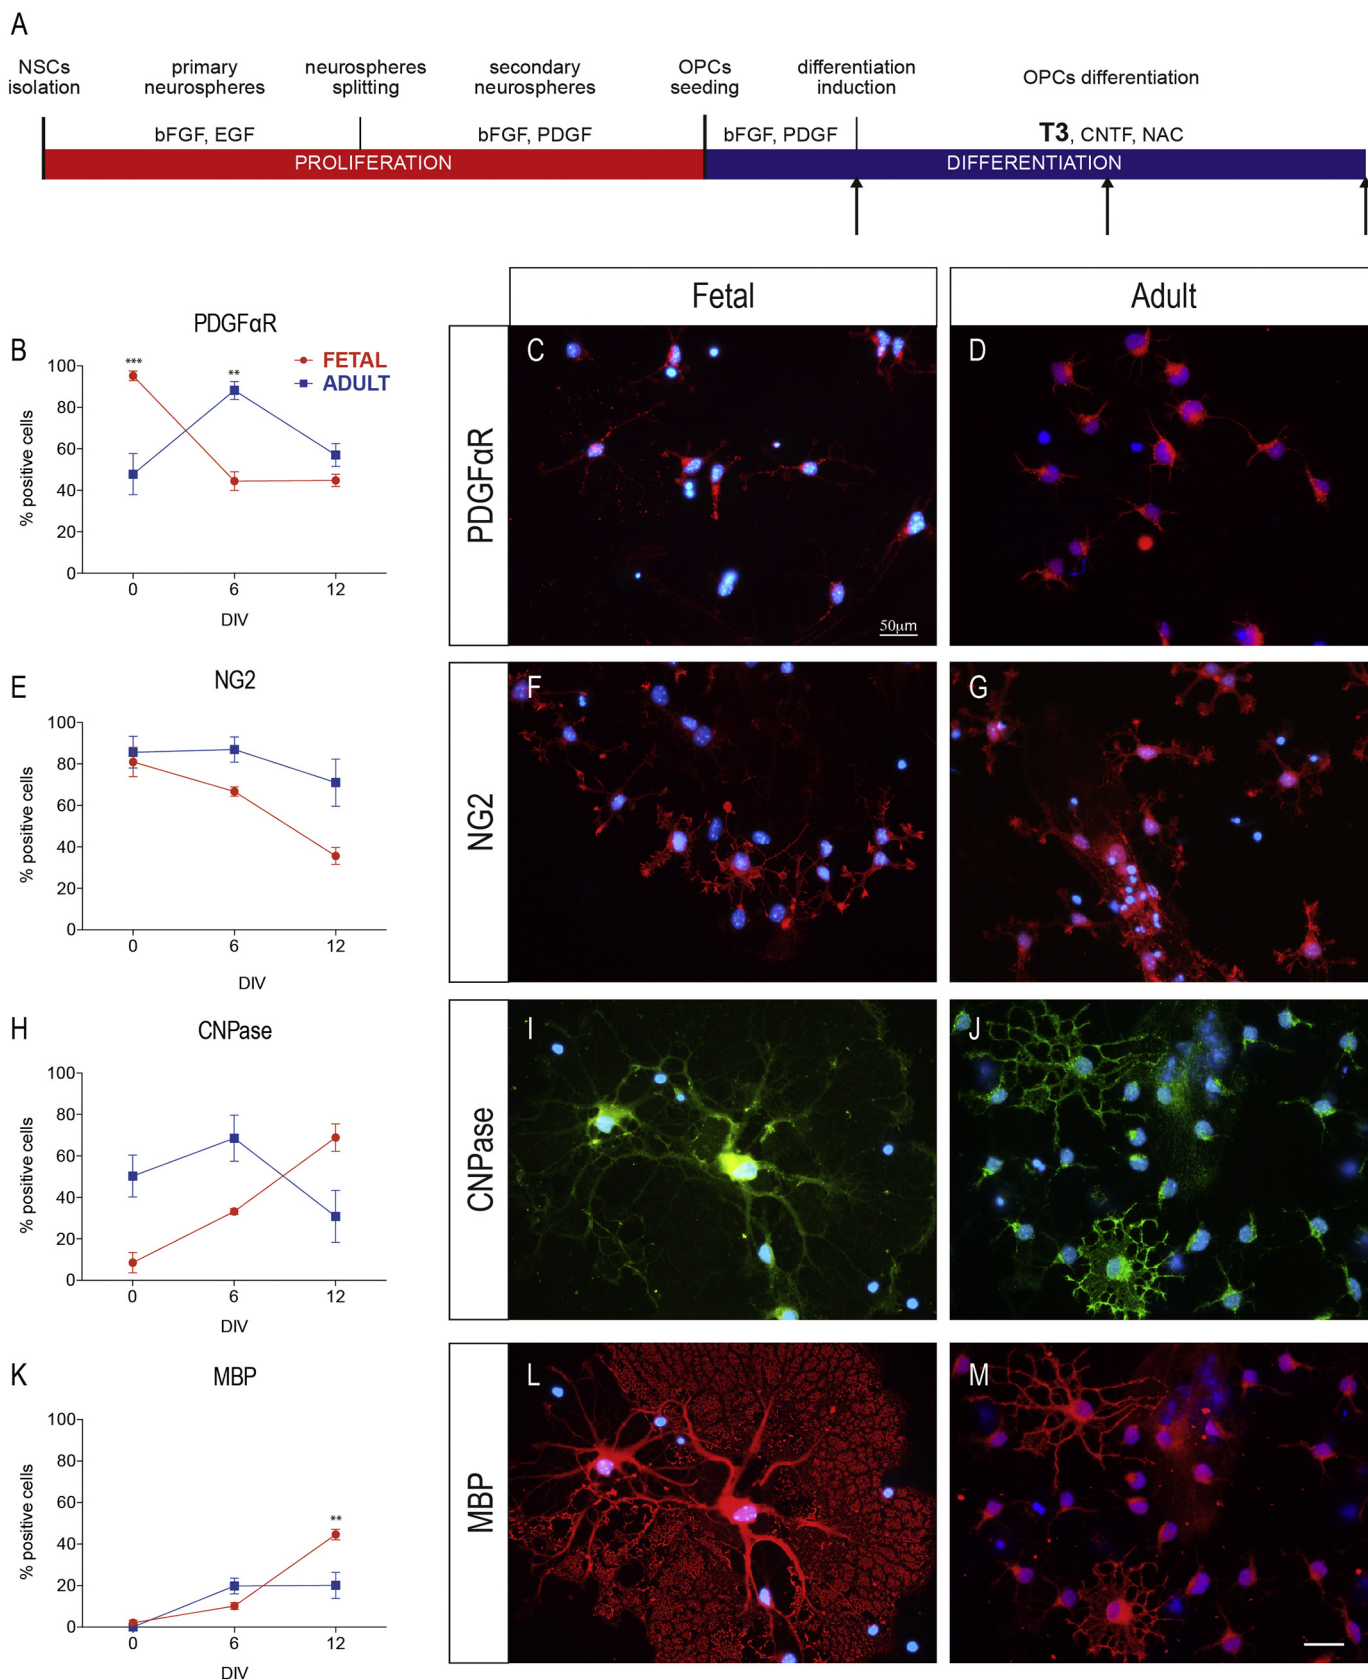 A
NSCs isolation
primary neurospheres
neurospheres splitting
secondary neurospheres
OPCs seeding
differentiation induction
OPCs differentiation
bFGF, EGF
bFGF, PDGF
bFGF, PDGF
T3, CNTF, NAC
PROLIFERATION
DIFFERENTIATION
Fetal
Adult
B
PDGFαR
FETAL
ADULT
***
**
% positive cells
100
80
60
40
20
0
0 6 12
DIV
PDGFαR
C
50µm
D
E
NG2
% positive cells
100
80
60
40
20
0
0 6 12
DIV
NG2
F
G
H
CNPase
% positive cells
100
80
60
40
20
0
0 6 12
DIV
CNPase
I
J
K
MBP
**
% positive cells
100
80
60
40
20
0
0 6 12
DIV
MBP
L
M